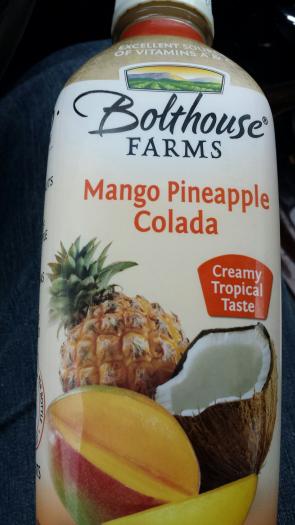 EXCELLENT SOURCE
OF VITAMINS A &
Bolthouse®
FARMS
Mango Pineapple
Colada
Creamy
Tropical
Taste